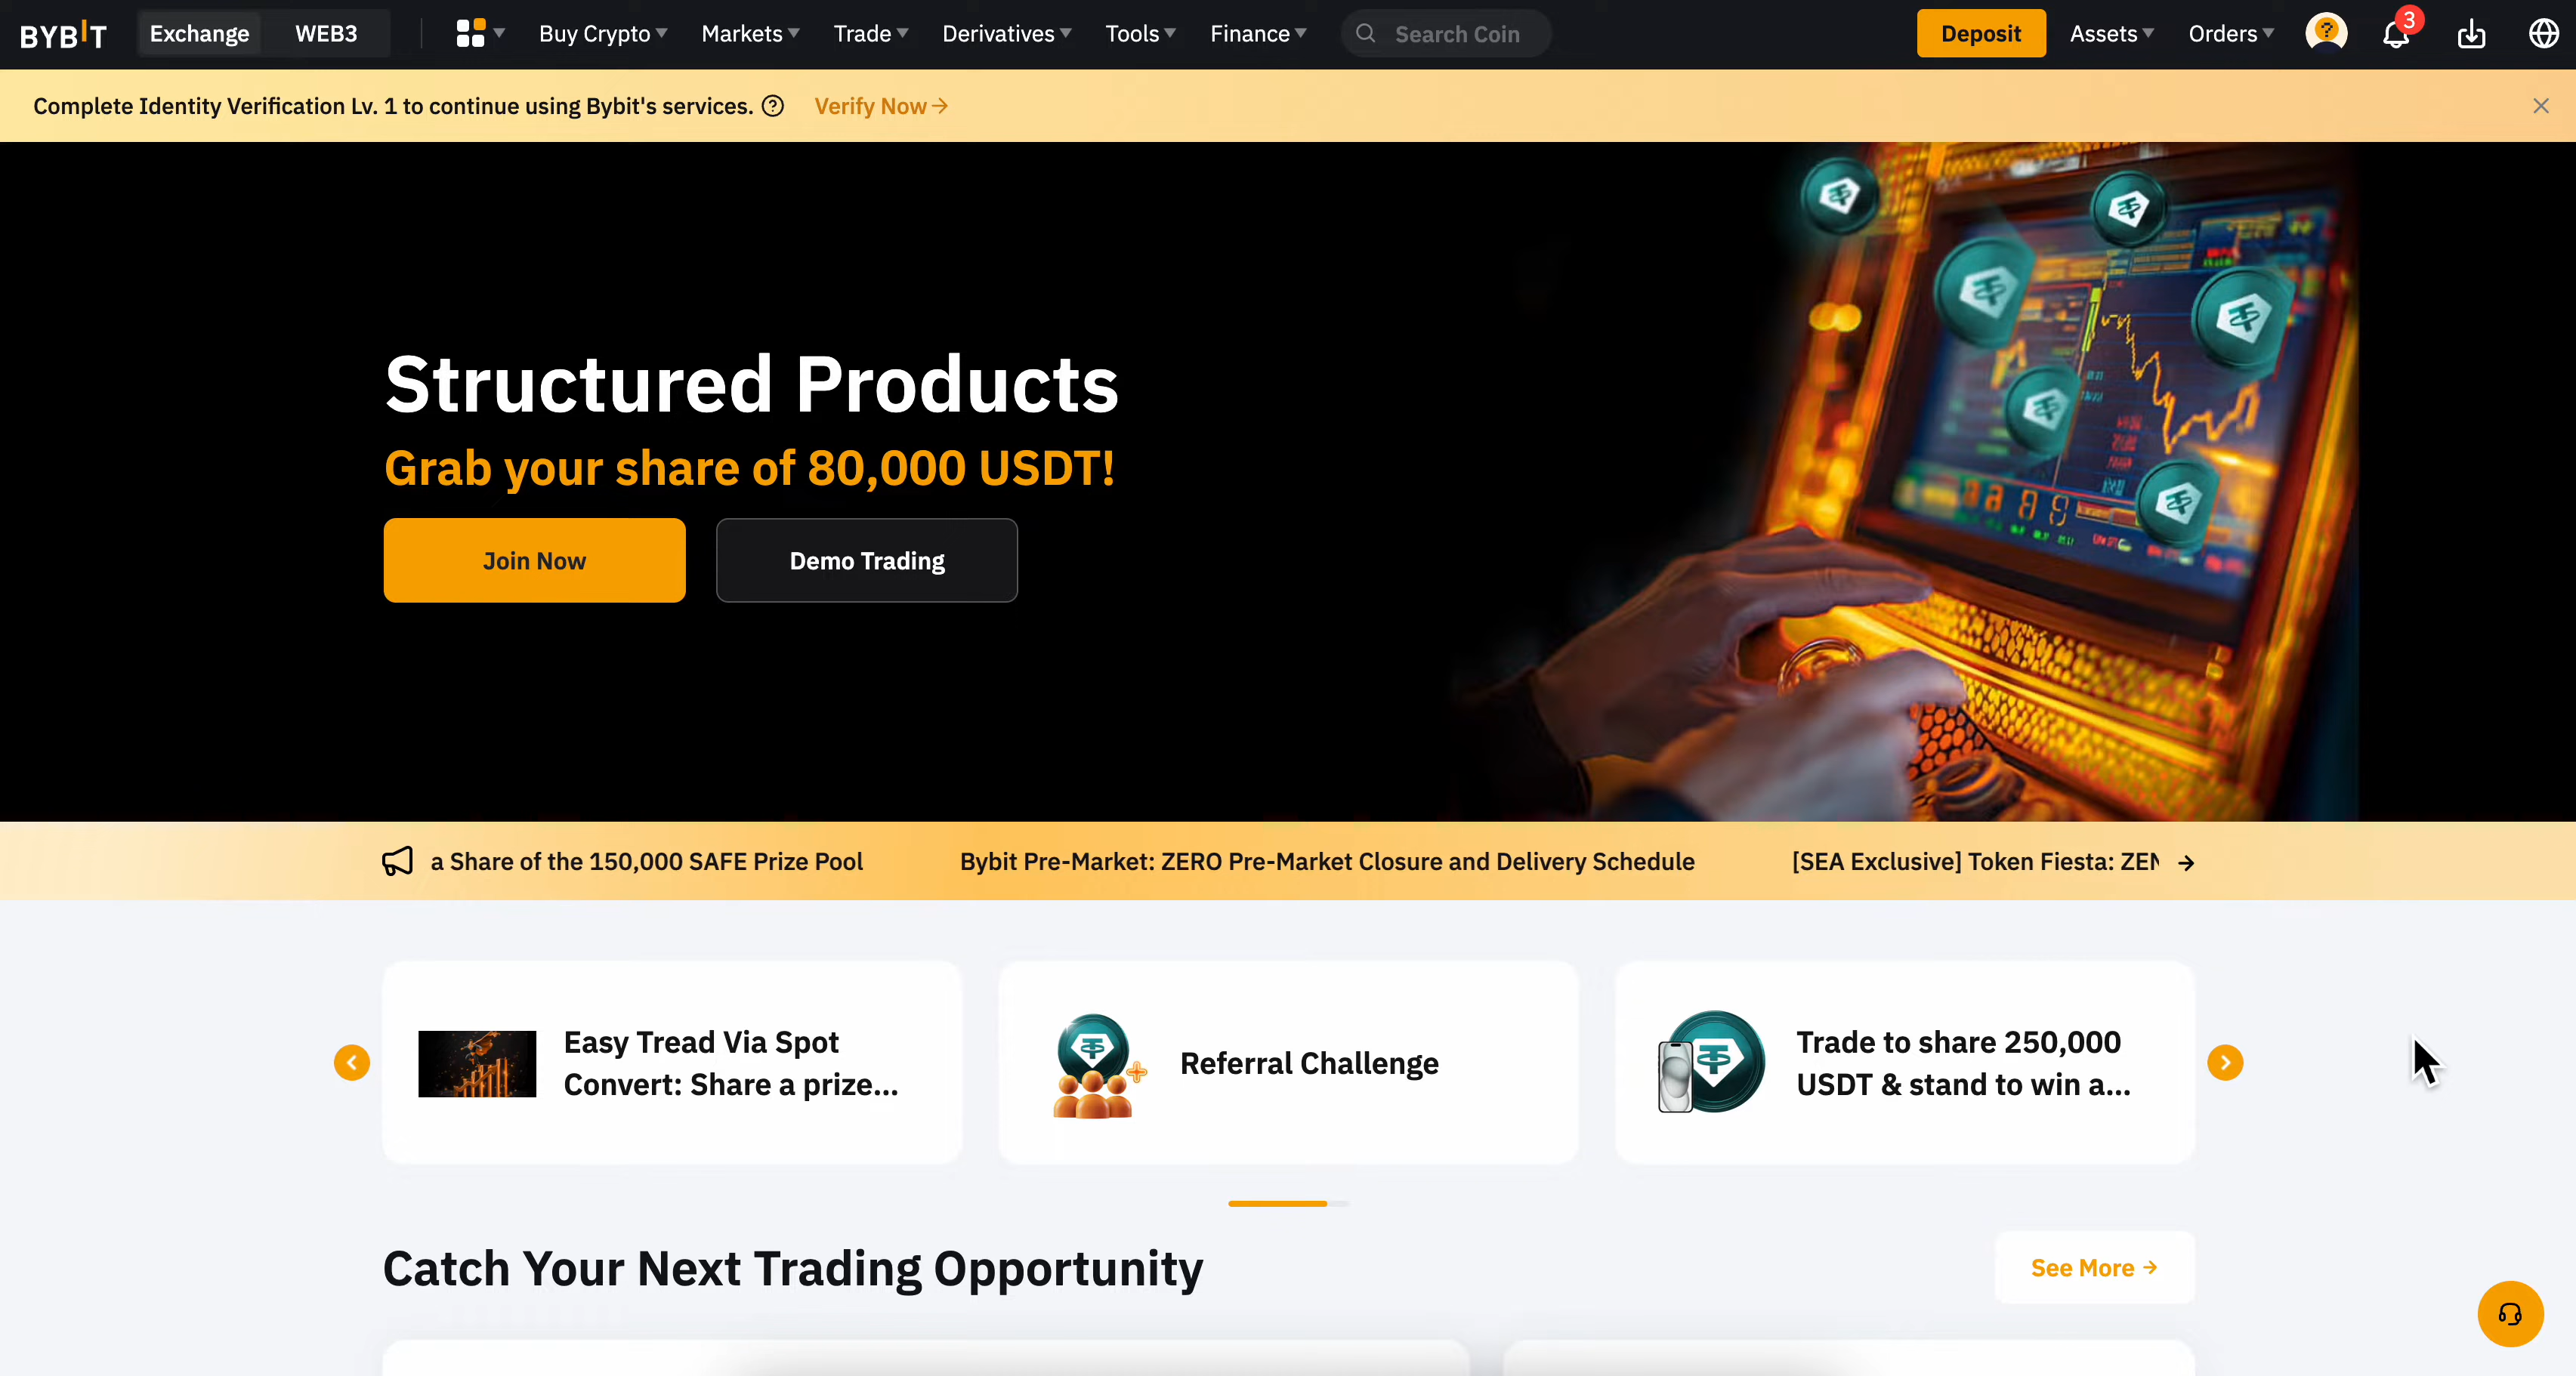 BYBIT Exchange WEB3 Buy Crypto Markets Trade Derivatives Tools Finance Search Coin Deposit Assets Orders 3
Complete Identity Verification Lv. 1 to continue using Bybit's services. Verify Now →
Structured Products
Grab your share of 80,000 USDT!
Join Now Demo Trading
a Share of the 150,000 SAFE Prize Pool Bybit Pre-Market: ZERO Pre-Market Closure and Delivery Schedule [SEA Exclusive] Token Fiesta: →
Easy Tread Via Spot
Convert: Share a prize...
Referral Challenge
Trade to share 250,000
USDT & stand to win a...
Catch Your Next Trading Opportunity
See More →